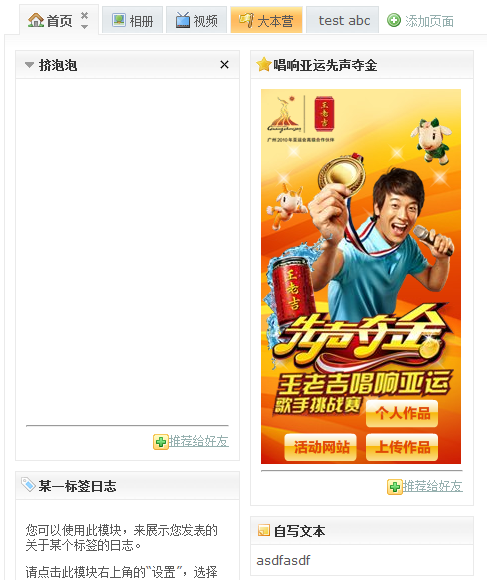 首页
相册
视频
大本营
test abc
添加页面
挤泡泡
推荐给好友
某一标签日志
您可以使用此模块，来展示您发表的
关于某个标签的日志。
请点击此模块右上角的“设置”，选择
唱响亚运先声夺金
王老吉
Guangzhou 2010
广州2010年亚运会高级合作伙伴
王老吉
先声夺金
王老吉唱响亚运
歌手挑战赛
个人作品
活动网站
上传作品
推荐给好友
自写文本
asdfasdf